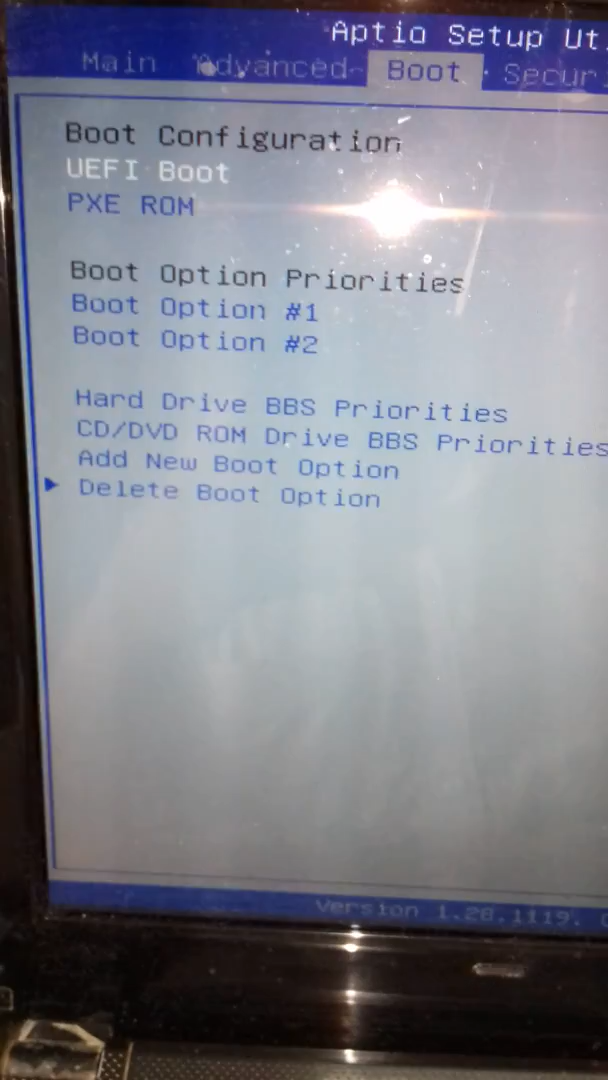 Aptio Setup Ut
Main Advanced Boot Secur
Boot Configuration
UEFI Boot
PXE ROM
Boot Option Priorities
Boot Option #1
Boot Option #2
Hard Drive BBS Priorities
CD/DVD ROM Drive BBS Priorities
Add New Boot Option
Delete Boot Option
Version 1.28.1119.